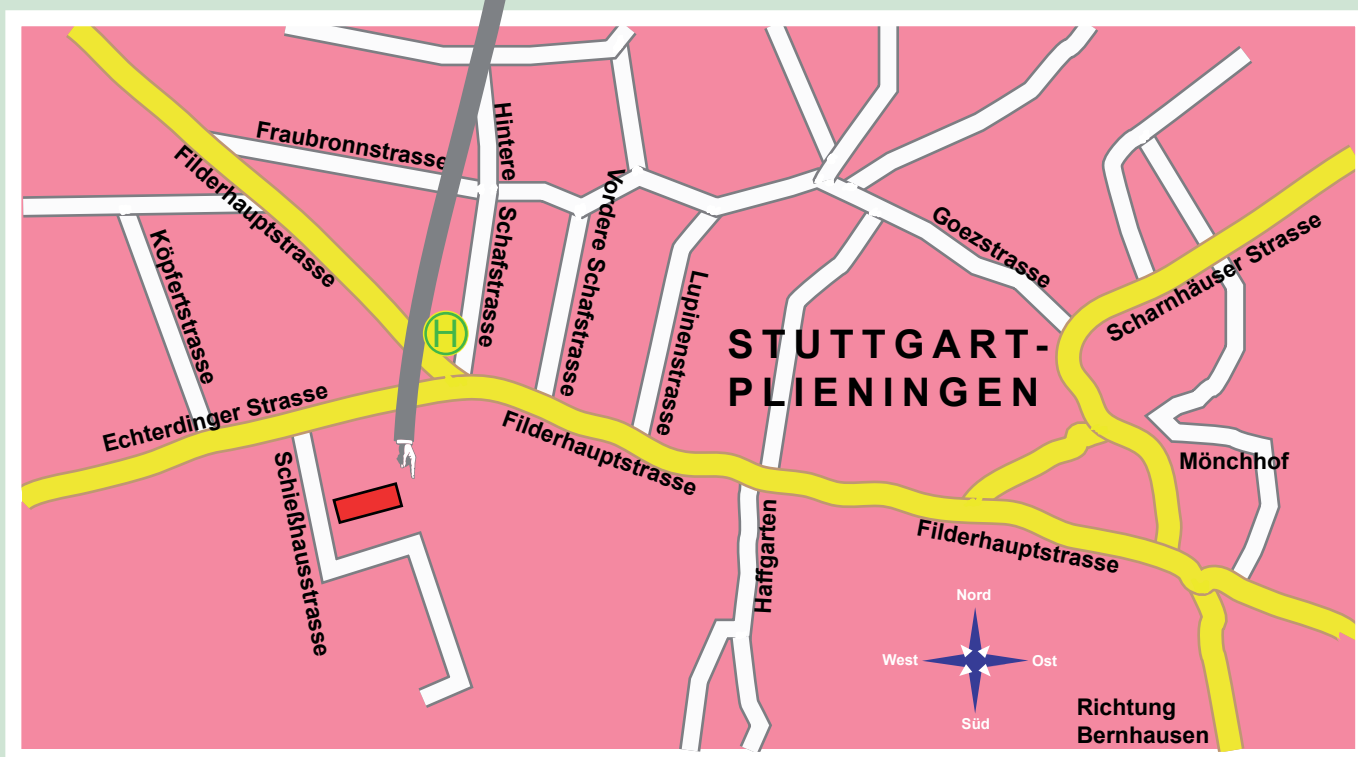 Fraubronnstrasse
Hintere
Schafstrasse
Filderhauptstrasse
Vordere Schafstrasse
Goezstrasse
Scharnhäuser Strasse
Köpfertstrasse
Lupinenstrasse
H
STUTTGART-
PLIENINGEN
Echterdinger Strasse
Filderhauptstrasse
Mönchhof
Schießhausstrasse
Haffgarten
Filderhauptstrasse
Nord
West
Ost
Süd
Richtung
Bernhausen